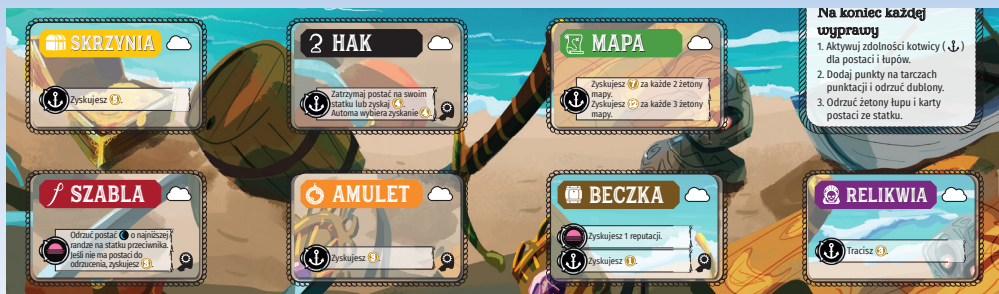 SKRZYNIA
Zyskujesz.
HAK
Zatrzymaj postać na swoim
statku lub zyskaj 4.
Automa wybiera zyskanie 4.
MAPA
Zyskujesz 7 za każde 2 żetony
mapy.
Zyskujesz 12 za każde 3 żetony
mapy.
Na koniec każdej
wyprawy
1. Aktywuj zdolności kotwicy ( )
dla postaci i łupów.
2. Dodaj punkty na tarczach
punktacji i odrzuć dublony.
3. Odrzuć żetony łupu i karty
postaci ze statku.
SZABLA
Odrzuć postać o najniższej
randze na statku przeciwnika.
Jeśli nie ma postaci do
odrzucenia, zyskujesz 3.
AMULET
Zyskujesz 3.
BECZKA
Zyskujesz 1 reputacji.
Zyskujesz 1.
RELIKWIA
Tracisz 3.